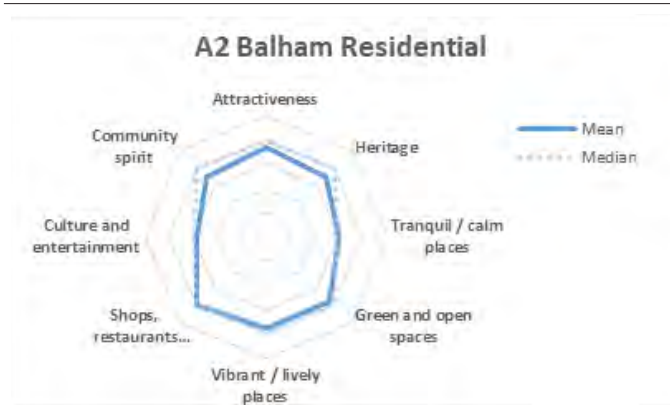 A2 Balham Residential
Attractiveness
Community
spirit
Heritage
Mean
Median
Culture and
entertainment
Tranquil / calm
places
Shops,
restaurants...
Green and open
spaces
Vibrant / lively
places